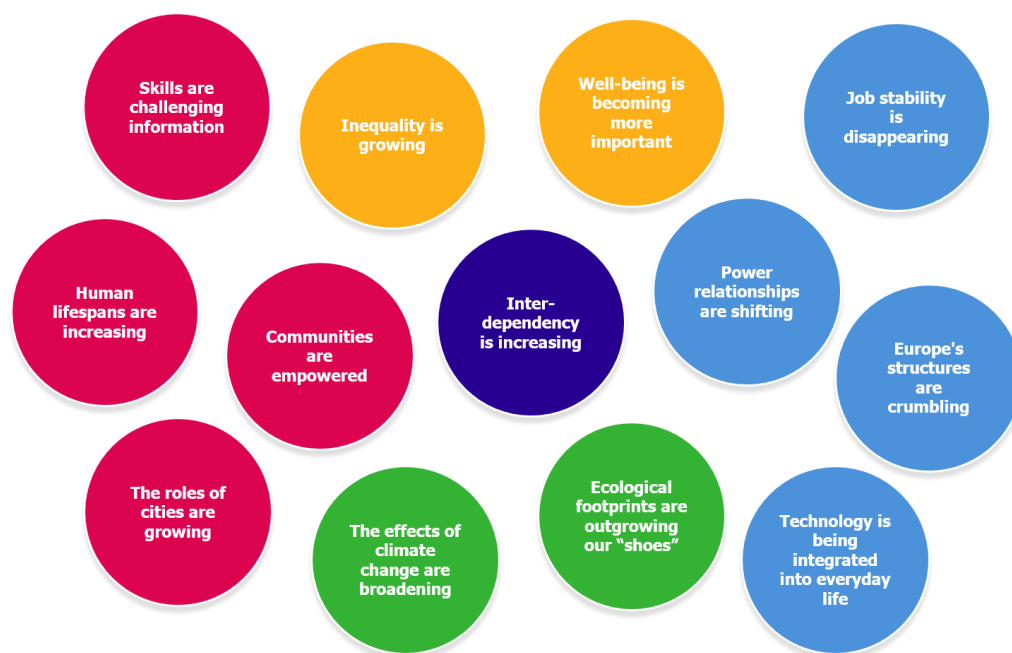 Skills are
challenging
information
Inequality is
growing
Well-being is
becoming
more
important
Job stability
is
disappearing
Human
lifespans are
increasing
Communities
are
empowered
Inter-
dependency
is increasing
Power
relationships
are shifting
Europe's
structures
are
crumbling
The roles of
cities are
growing
The effects of
climate
change are
broadening
Ecological
footprints are
outgrowing
our “shoes”
Technology is
being
integrated
into everyday
life